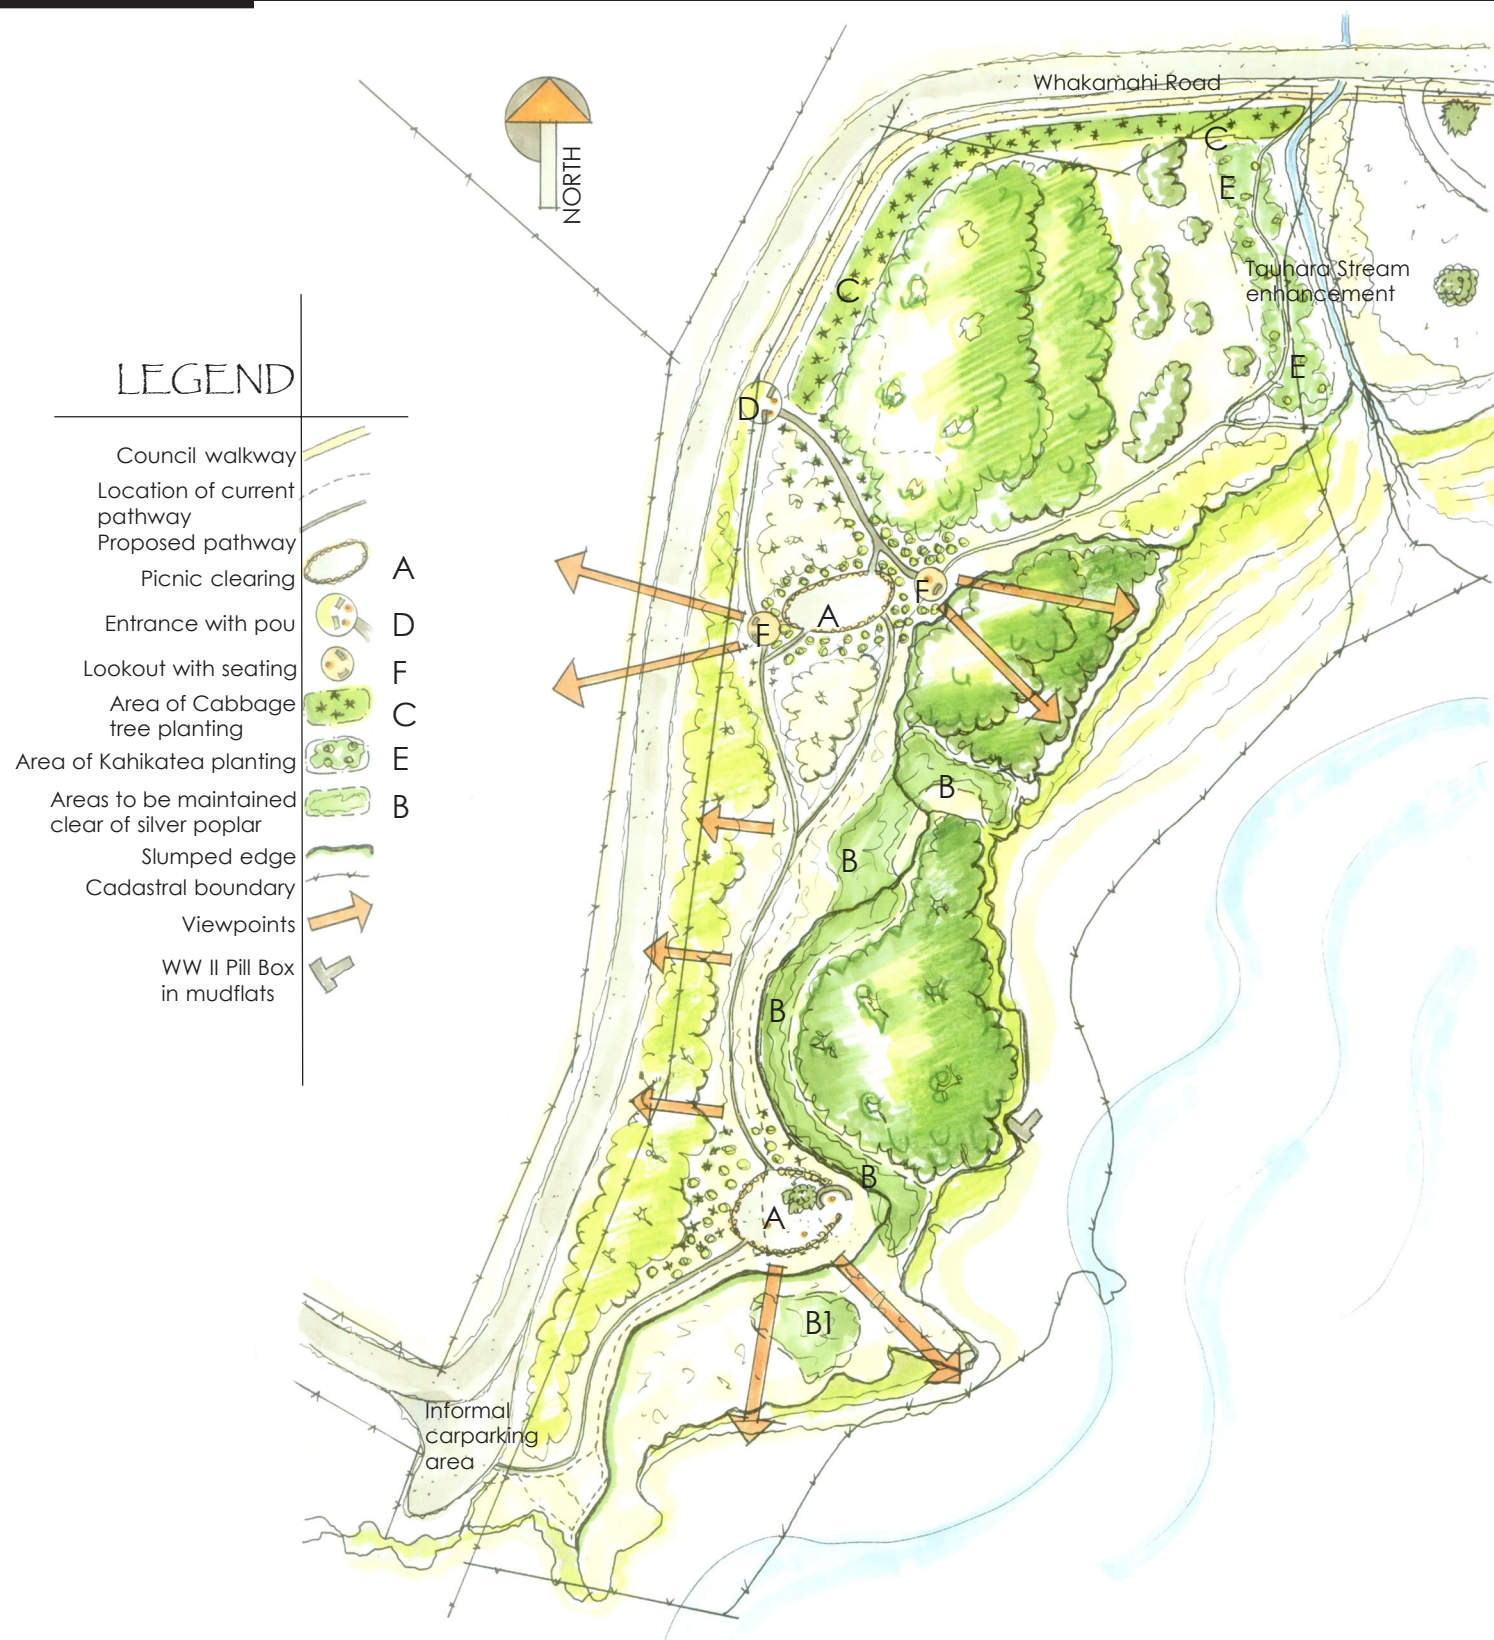 Whakamahi Road
NORTH
C
E
Tauhara Stream
enhancement
C
E
D
F
A
F
B
B
B
B
A
B1
Informal
carparking
area
LEGEND
Council walkway
Location of current
pathway
Proposed pathway
Picnic clearing A
Entrance with pou D
Lookout with seating F
Area of Cabbage
tree planting C
Area of Kahikatea planting E
Areas to be maintained
clear of silver poplar B
Slumped edge
Cadastral boundary
Viewpoints
WW II Pill Box
in mudflats